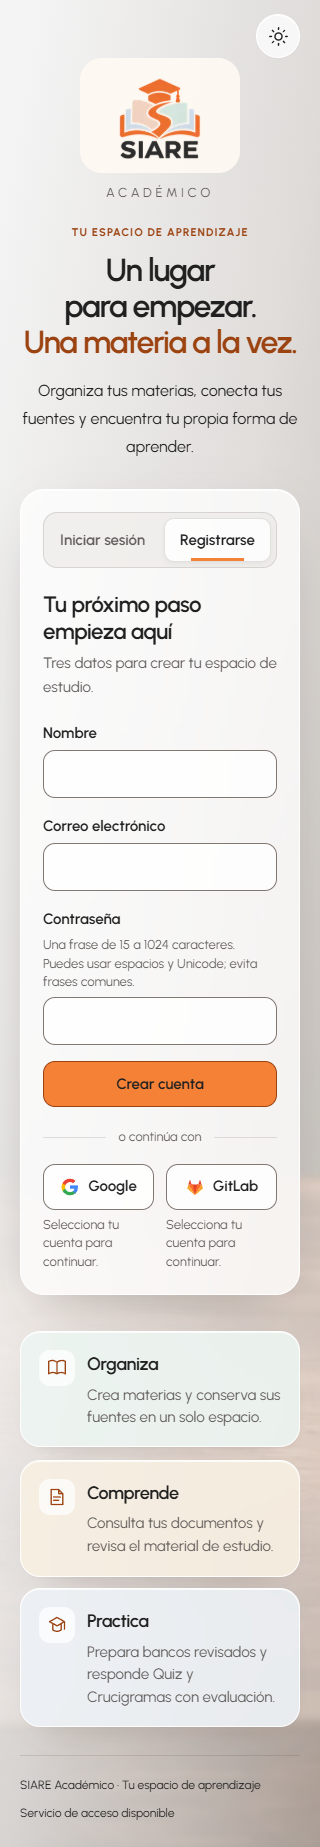 SIARE
ACADÉMICO
TU ESPACIO DE APRENDIZAJE
Un lugar
para empezar.
Una materia a la vez.
Organiza tus materias, conecta tus
fuentes y encuentra tu propia forma de
aprender.
Iniciar sesión
Registrarse
Tu próximo paso
empieza aquí
Tres datos para crear tu espacio de
estudio.
Nombre
Correo electrónico
Contraseña
Una frase de 15 a 1024 caracteres.
Puedes usar espacios y Unicode; evita
frases comunes.
Crear cuenta
o continúa con
Google
Selecciona tu
cuenta para
continuar.
GitLab
Selecciona tu
cuenta para
continuar.
Organiza
Crea materias y conserva sus
fuentes en un solo espacio.
Comprende
Consulta tus documentos y
revisa el material de estudio.
Practica
Prepara bancos revisados y
responde Quiz y
Crucigramas con evaluación.
SIARE Académico · Tu espacio de aprendizaje
Servicio de acceso disponible